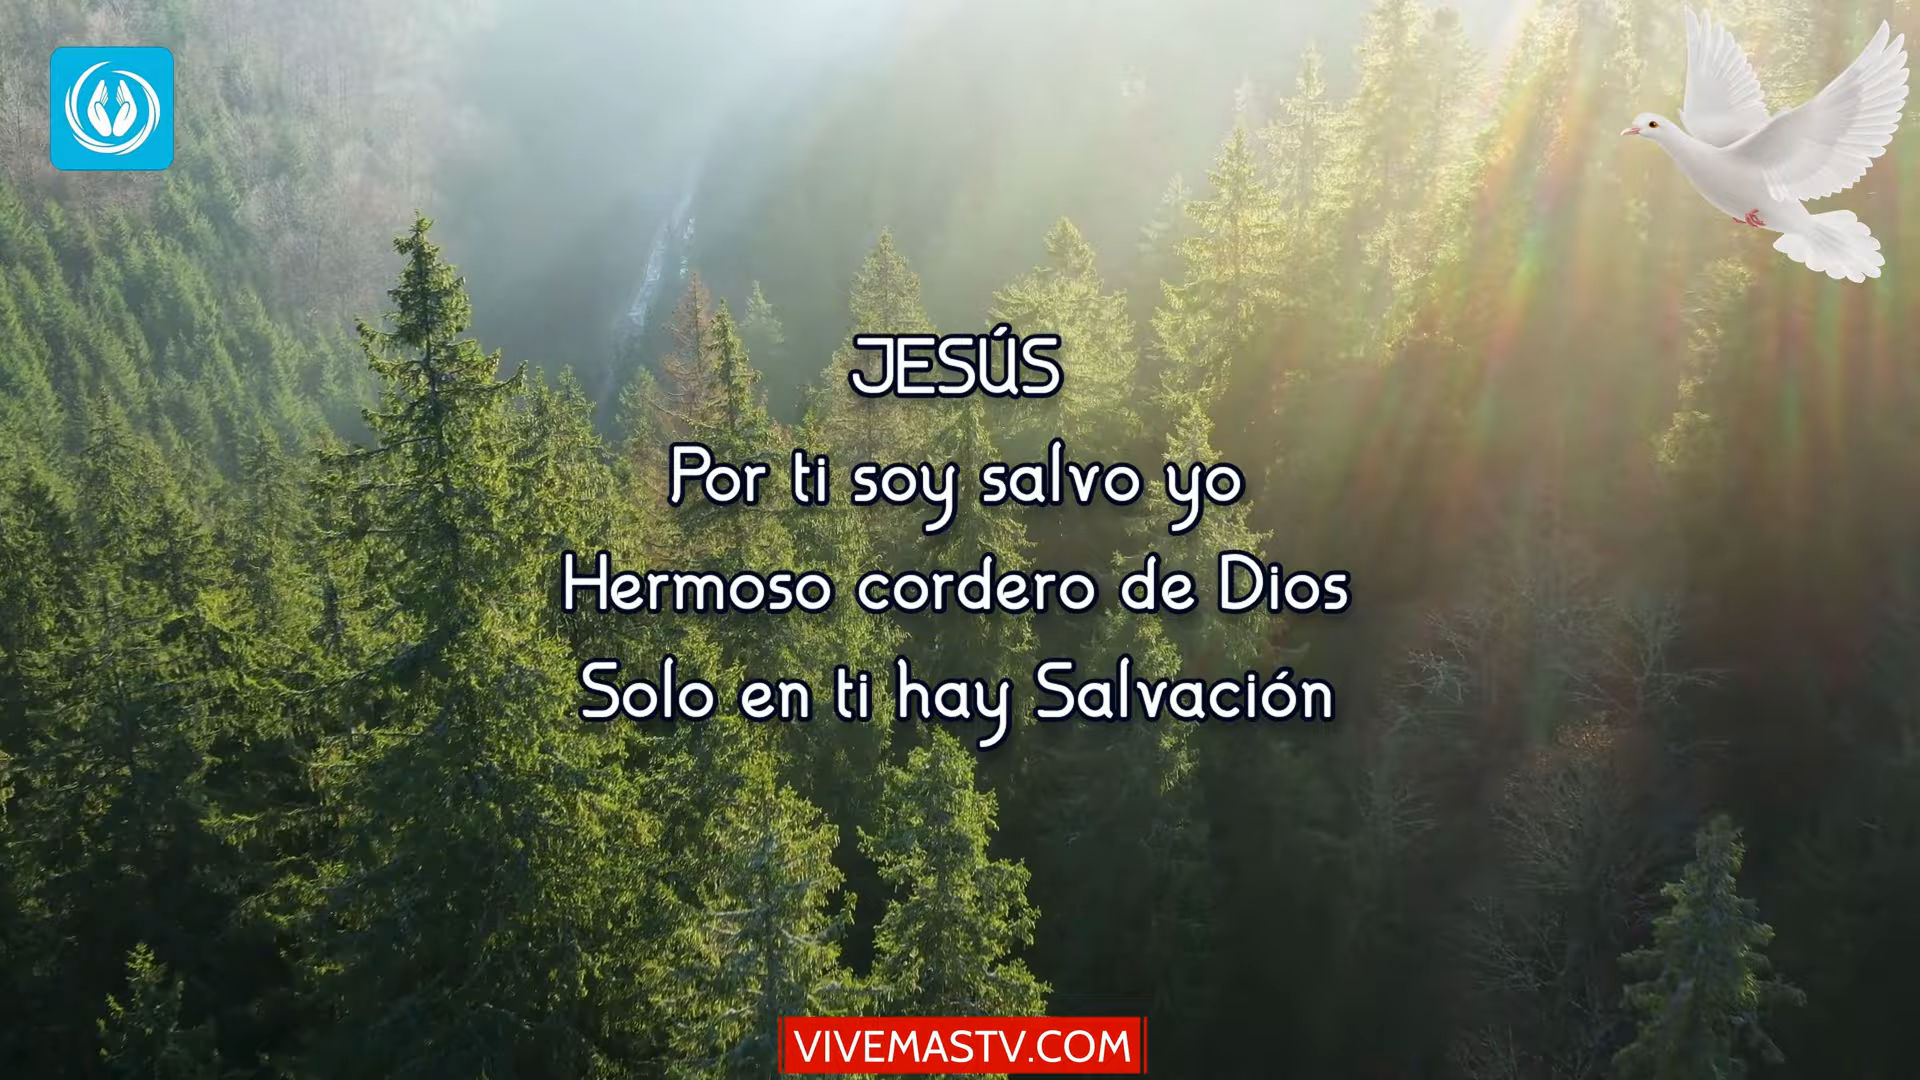 JESÚS
Por ti soy salvo yo
Hermoso cordero de Dios
Solo en ti hay Salvación
VIVEMASTV.COM